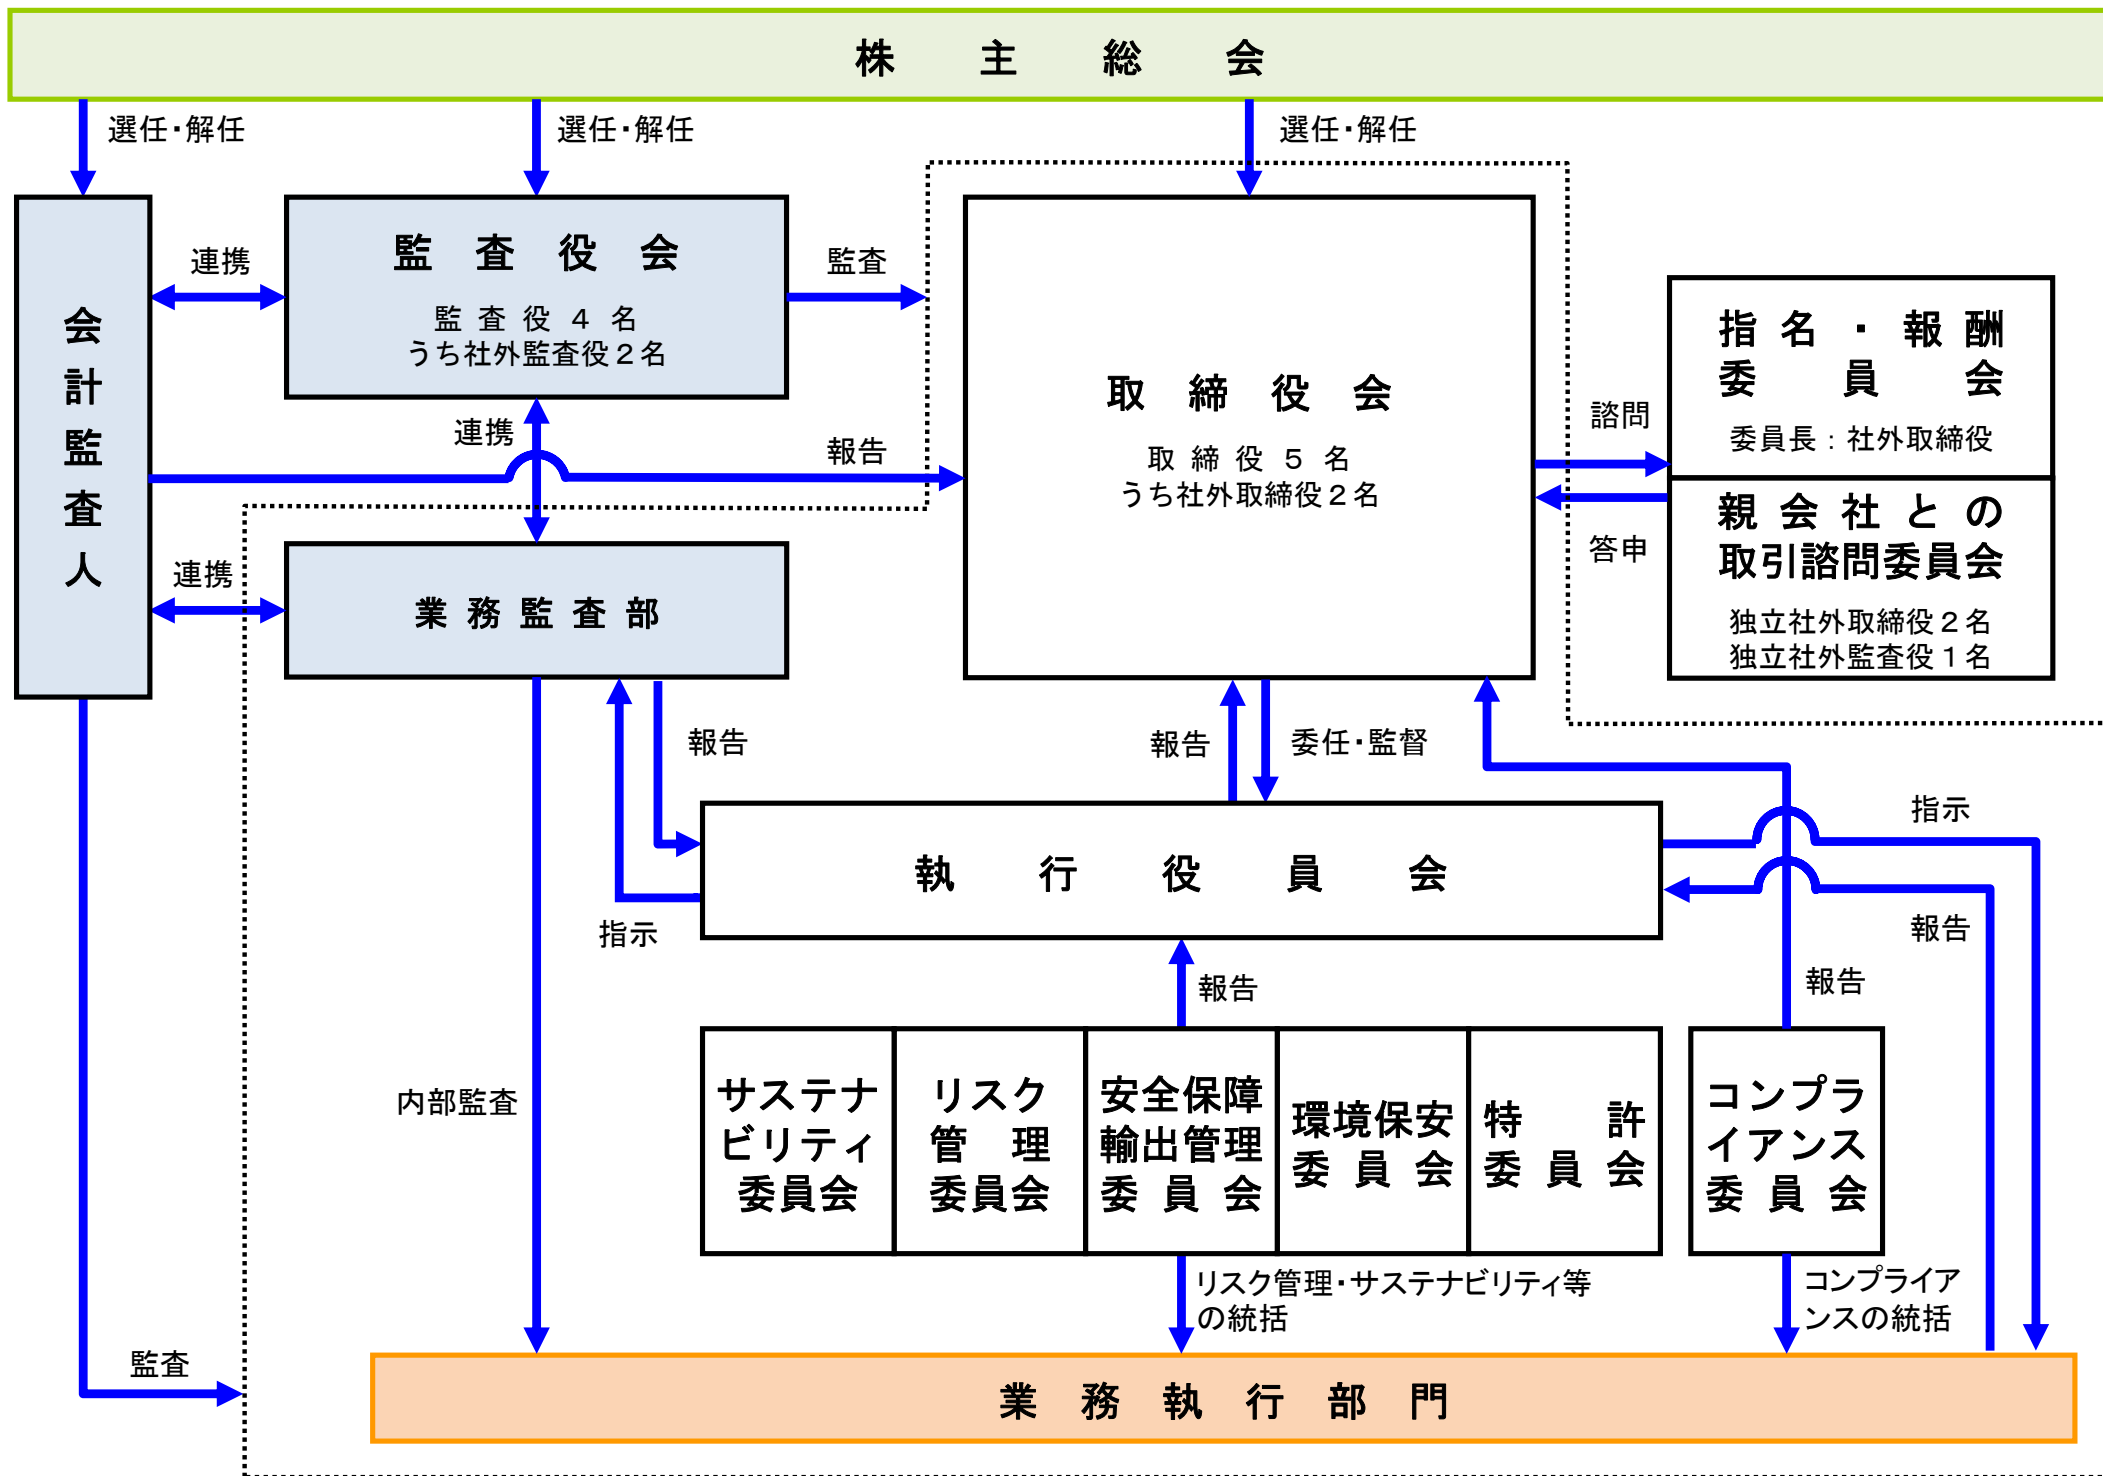 株主総会
選任・解任
選任・解任
選任・解任
会計監査人
連携
監査役会
監査役4名
うち社外監査役2名
監査
連携
報告
取締役会
取締役5名
うち社外取締役2名
諮問
答申
指名・報酬
委員会
委員長：社外取締役
親会社との
取引諮問委員会
独立社外取締役2名
独立社外監査役1名
連携
業務監査部
報告
指示
報告
委任・監督
執行役員会
指示
報告
報告
報告
内部監査
サステナ
ビリティ
委員会
リスク
管理
委員会
安全保障
輸出管理
委員会
環境保安
委員会
特許
委員会
コンプラ
イアンス
委員会
リスク管理・サステナビリティ等
の統括
コンプライア
ンスの統括
監査
業務執行部門